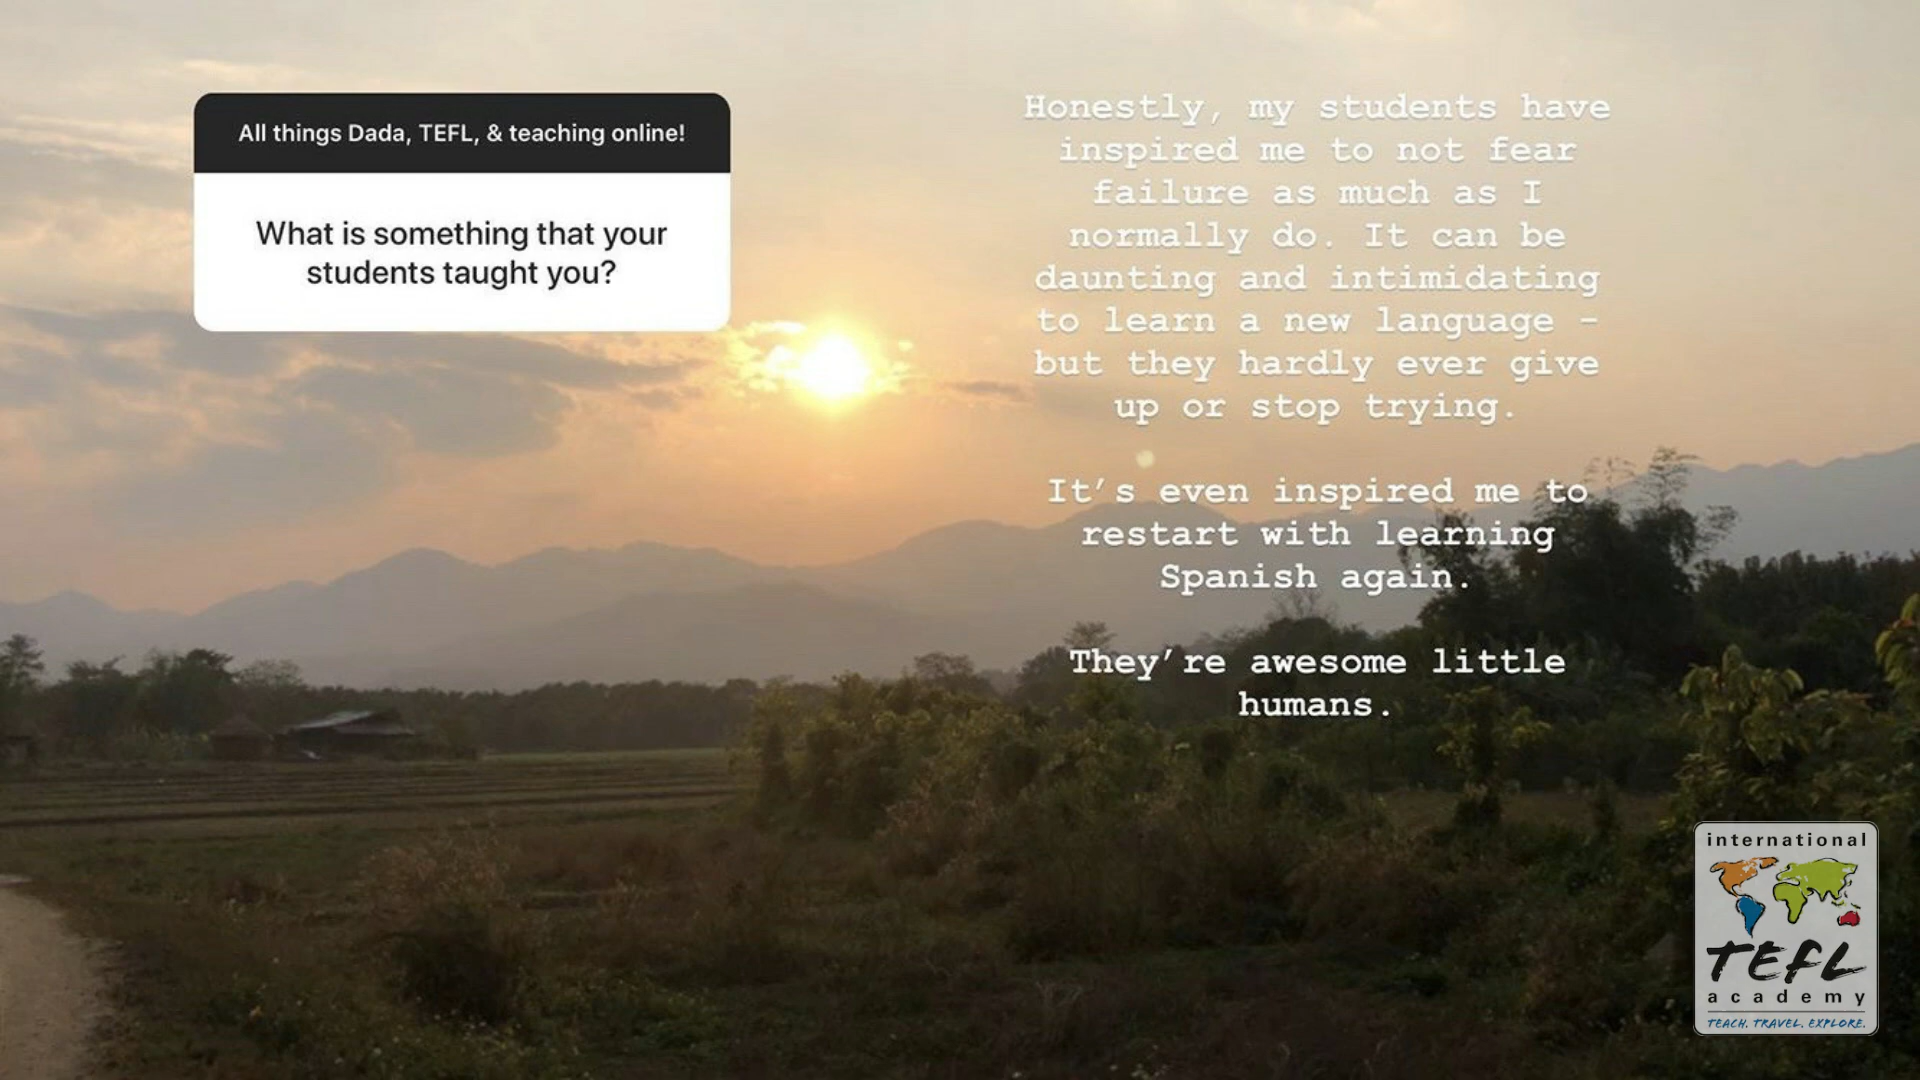 All things Dada, TEFL, & teaching online!
What is something that your
students taught you?
Honestly, my students have
inspired me to not fear
failure as much as I
normally do. It can be
daunting and intimidating
to learn a new language -
but they hardly ever give
up or stop trying.
It’s even inspired me to
restart with learning
Spanish again.
They’re awesome little
humans.
international
TEFL
academy
TEACH. TRAVEL. EXPLORE.